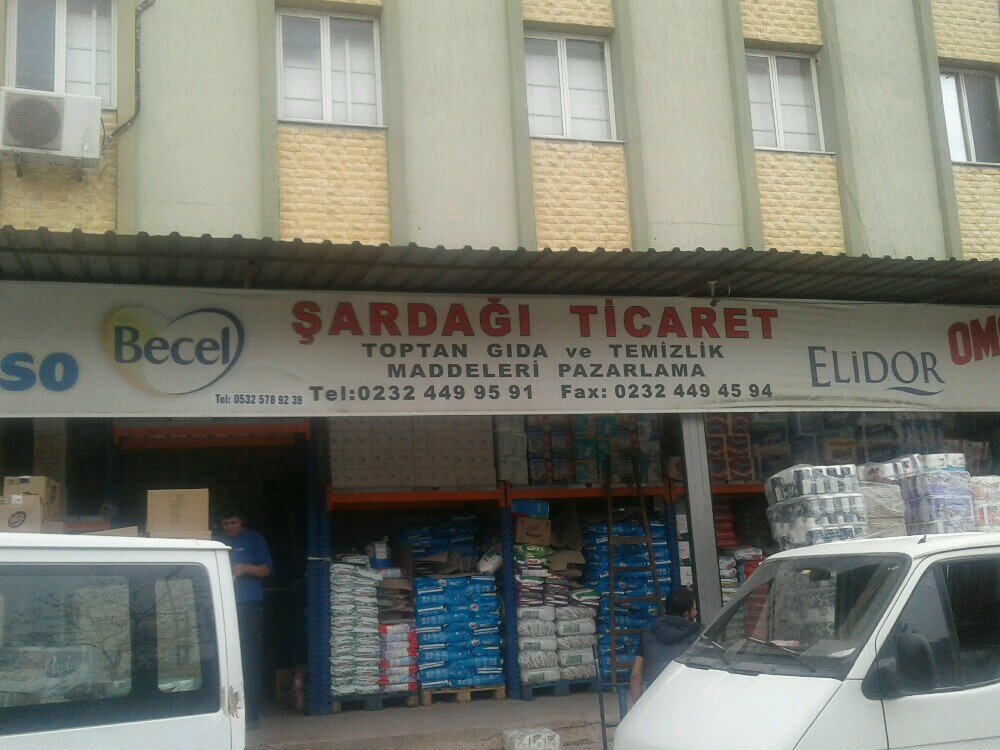 so
Becel
Tel: 0532 578 92 39
ŞARDAĞI TİCARET
TOPTAN GIDA ve TEMİZLİK
MADDELERİ PAZARLAMA
Tel:0232 449 95 91 Fax: 0232 449 45 94
ELiDOR
OM